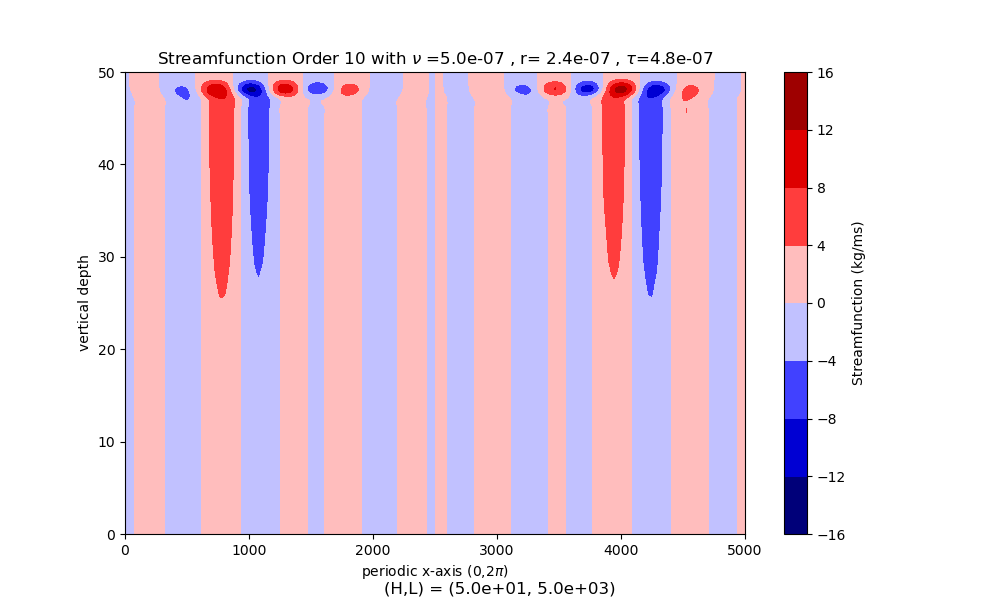 Streamfunction Order 10 with ν =5.0e-07 , r= 2.4e-07 , τ=4.8e-07
50
40
30
20
10
0
vertical depth
0 1000 2000 3000 4000 5000
periodic x-axis (0,2π)
(H,L) = (5.0e+01, 5.0e+03)
16
12
8
4
0
−4
−8
−12
−16
Streamfunction (kg/ms)